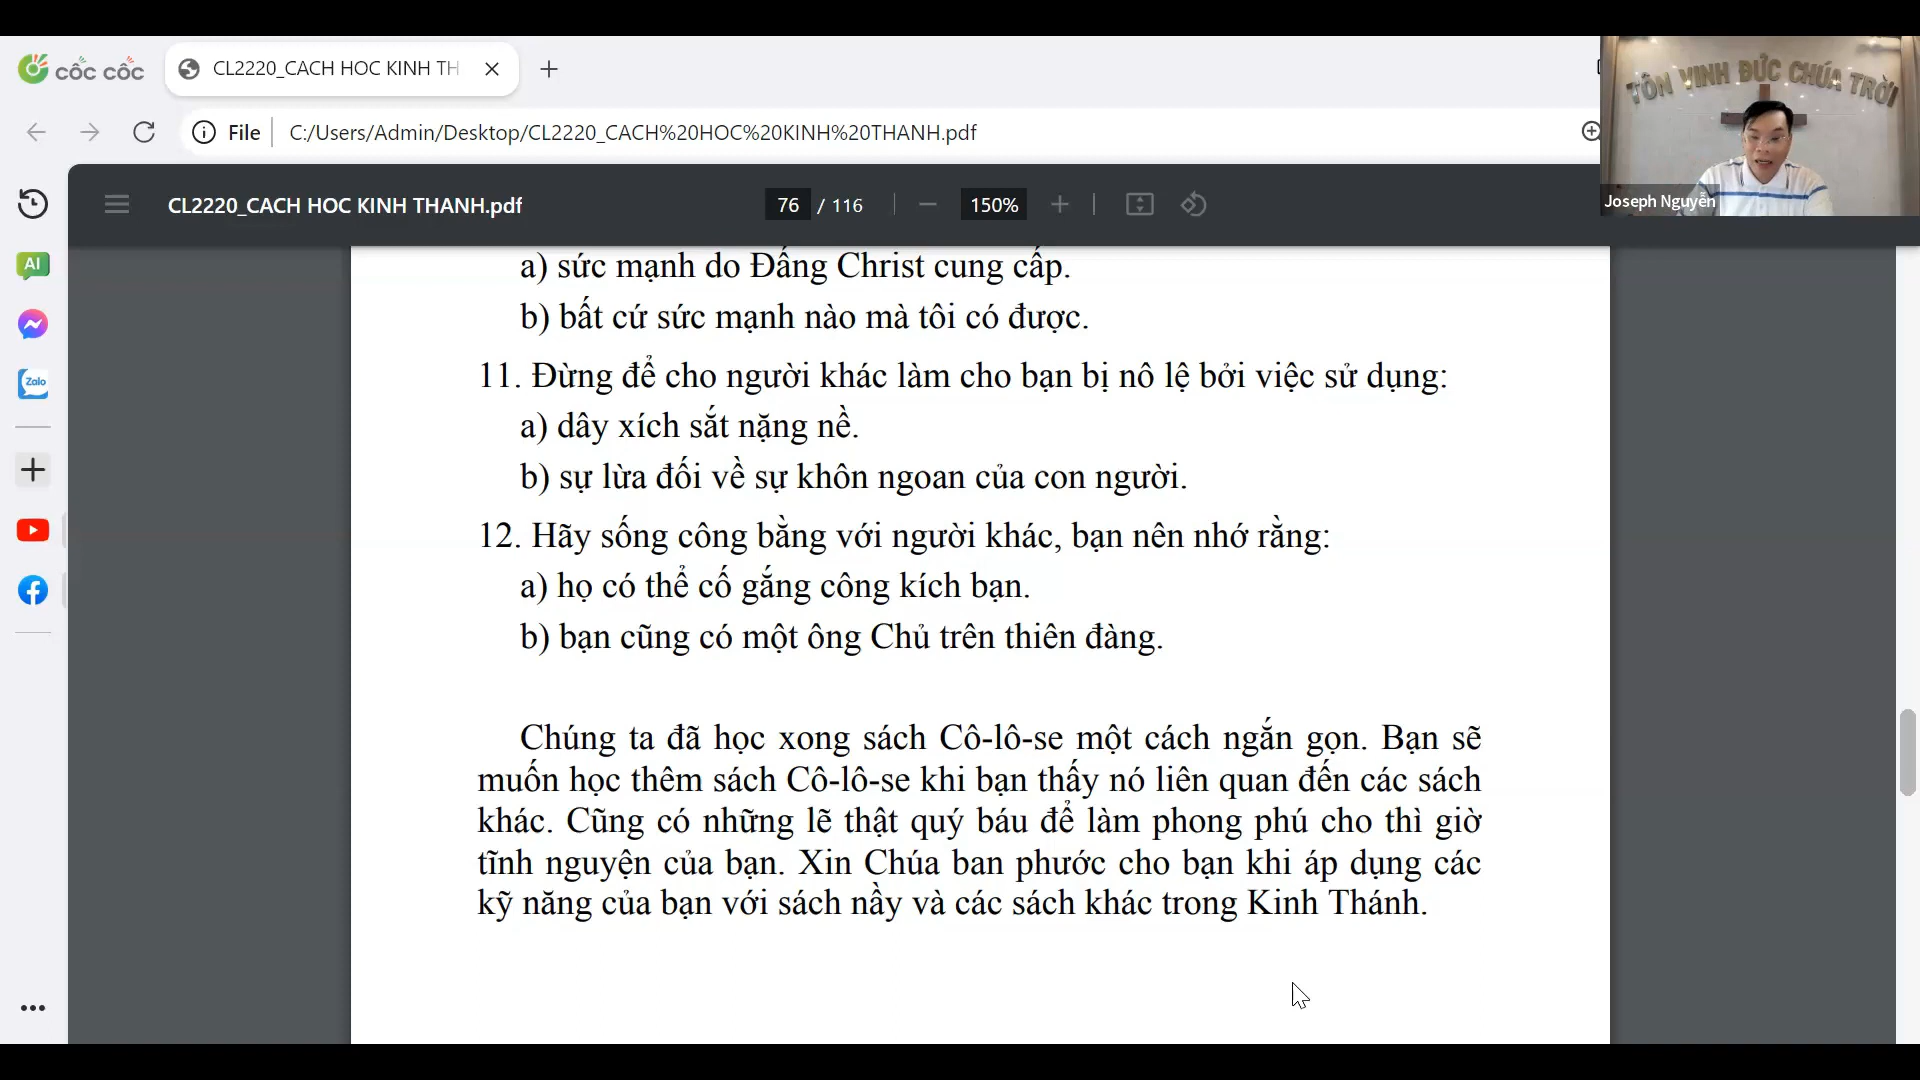 cốc cốc
CL2220_CACH HOC KINH TH
File
C:/Users/Admin/Desktop/CL2220_CACH%20HOC%20KINH%20THANH.pdf
TÔN VINH ĐỨC CHÚA TRỜI
Joseph Nguyễn
AI
Zalo
CL2220_CACH HOC KINH THANH.pdf
76 / 116
150%
a) sức mạnh do Đấng Christ cung cấp.
b) bất cứ sức mạnh nào mà tôi có được.
11. Đừng để cho người khác làm cho bạn bị nô lệ bởi việc sử dụng:
a) dây xích sắt nặng nề.
b) sự lừa đối về sự khôn ngoan của con người.
12. Hãy sống công bằng với người khác, bạn nên nhớ rằng:
a) họ có thể cố gắng công kích bạn.
b) bạn cũng có một ông Chủ trên thiên đàng.
Chúng ta đã học xong sách Cô-lô-se một cách ngắn gọn. Bạn sẽ
muốn học thêm sách Cô-lô-se khi bạn thấy nó liên quan đến các sách
khác. Cũng có những lẽ thật quý báu để làm phong phú cho thì giờ
tĩnh nguyện của bạn. Xin Chúa ban phước cho bạn khi áp dụng các
kỹ năng của bạn với sách nầy và các sách khác trong Kinh Thánh.